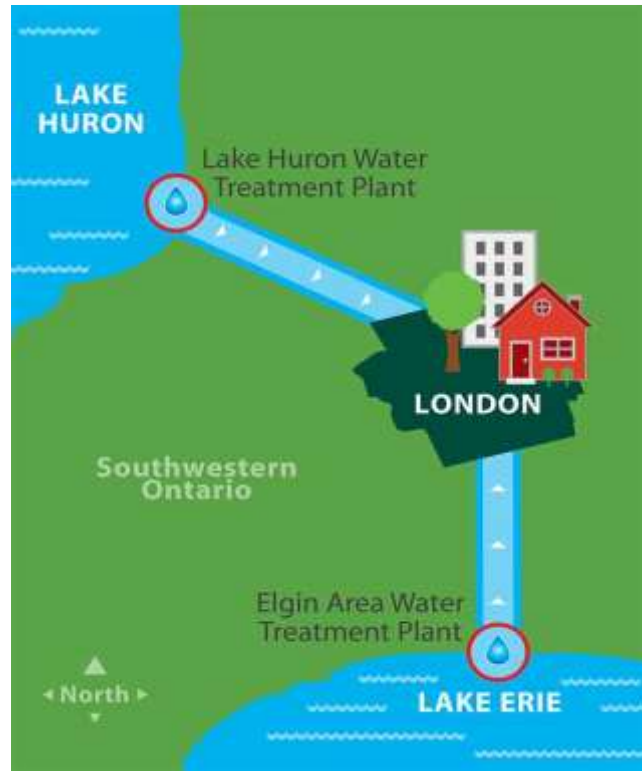 LAKE
HURON
Lake Huron Water
Treatment Plant
LONDON
Southwestern
Ontario
Elgin Area Water
Treatment Plant
North
LAKE ERIE